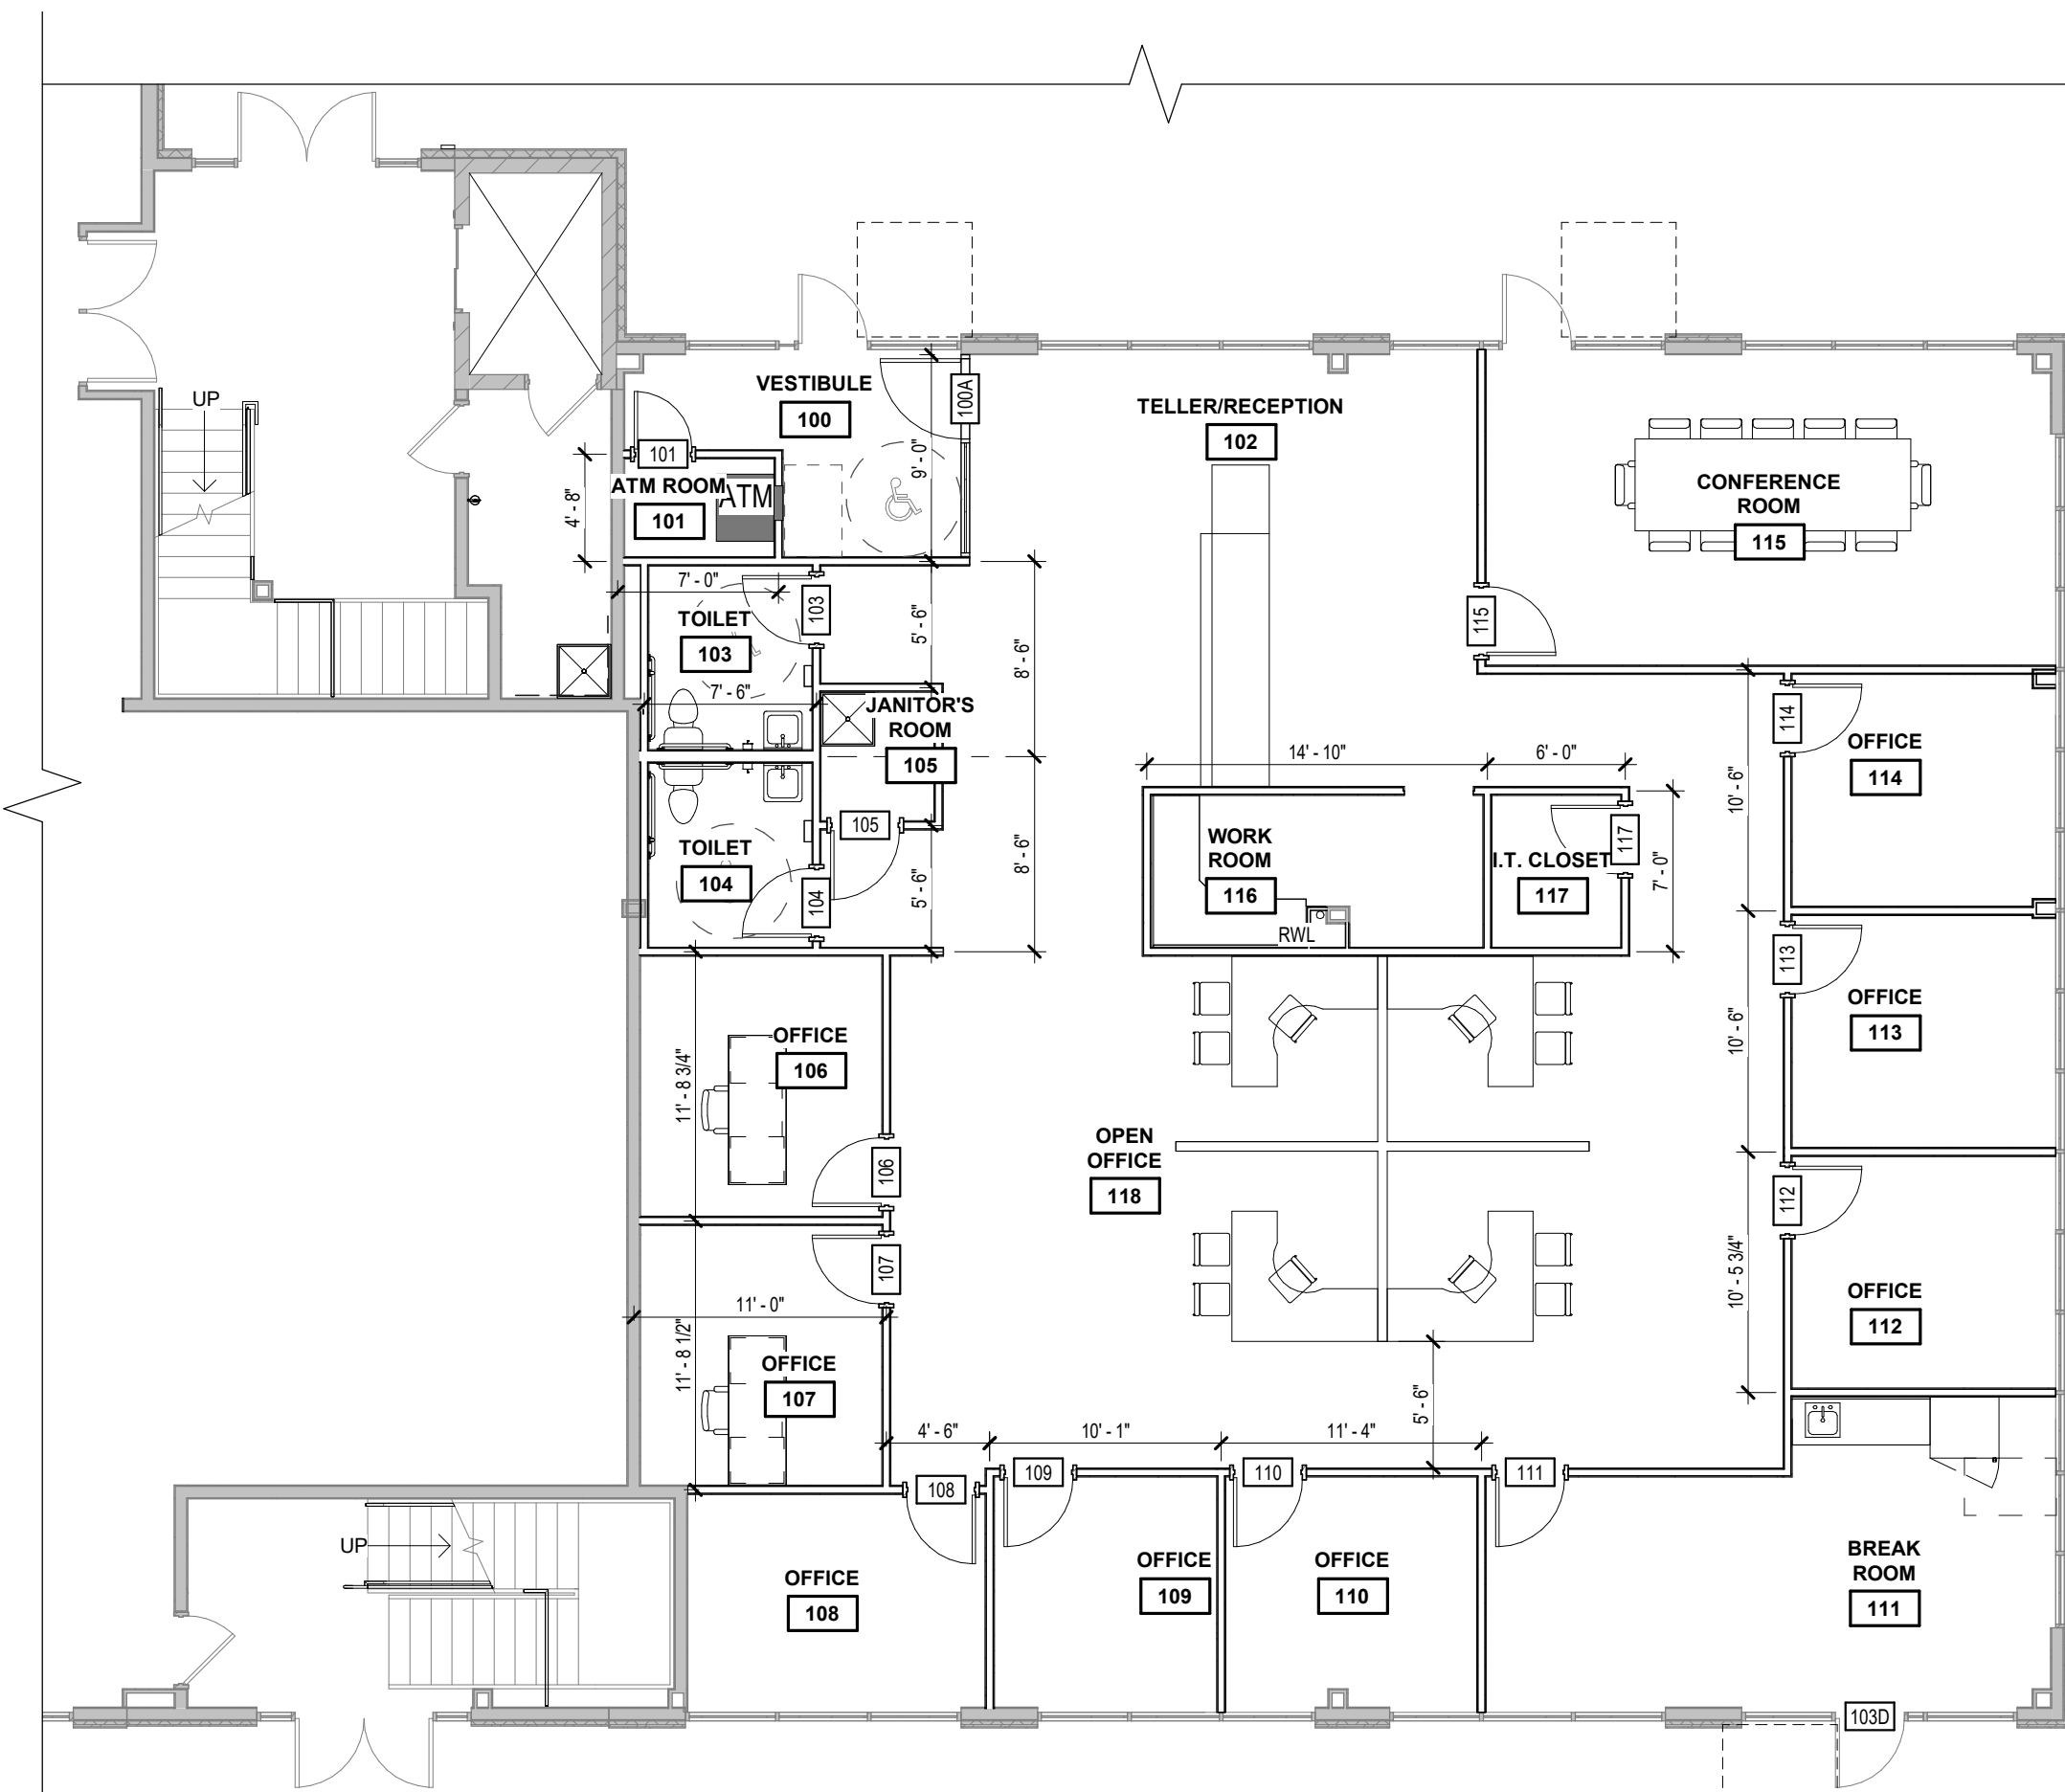 UP
VESTIBULE
100
100A
TELLER/RECEPTION
102
9' - 0"
101
ATM ROOM
101
ATM
4' - 8"
CONFERENCE
ROOM
115
7' - 0"
103
TOILET
103
5' - 6"
8' - 6"
115
7' - 6"
JANITOR'S
ROOM
105
114
OFFICE
114
14' - 10"
6' - 0"
10' - 6"
105
TOILET
104
104
5' - 6"
8' - 6"
WORK
ROOM
116
RWL
I.T. CLOSET
117
117
7' - 0"
113
OFFICE
113
10' - 6"
OFFICE
106
11' - 8 3/4"
106
OPEN
OFFICE
118
112
107
11' - 0"
10' - 5 3/4"
OFFICE
112
11' - 8 1/2"
OFFICE
107
5' - 6"
4' - 6"
10' - 1"
11' - 4"
108
109
110
111
UP
OFFICE
108
OFFICE
109
OFFICE
110
BREAK
ROOM
111
103D